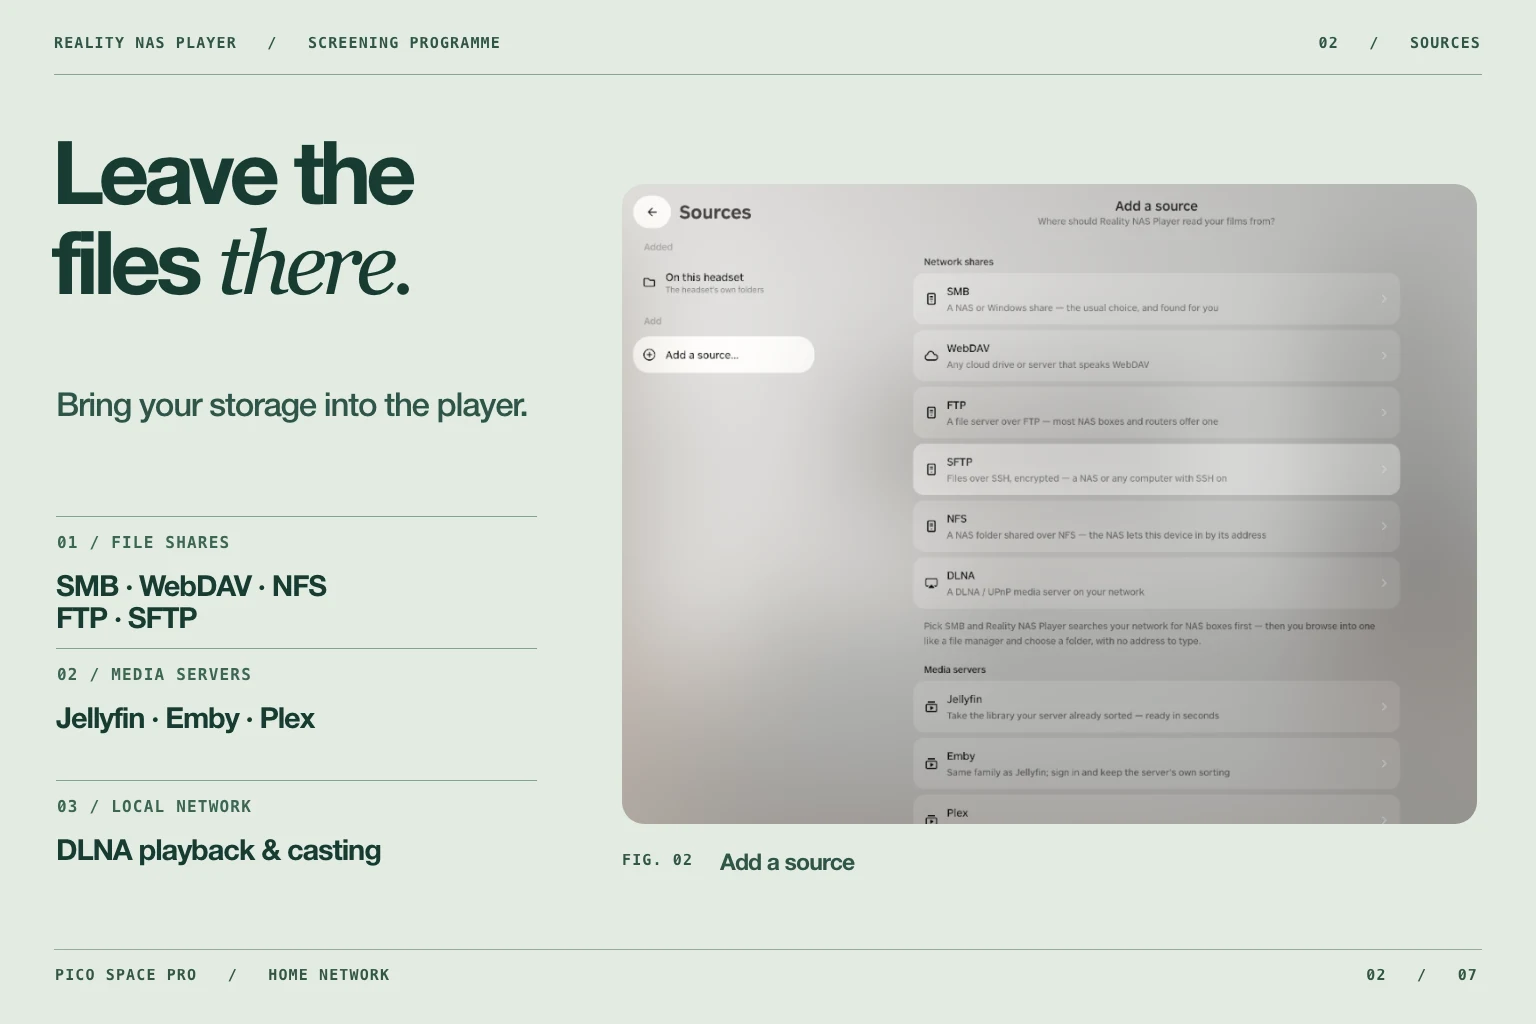 REALITY NAS PLAYER / SCREENING PROGRAMME
02 / SOURCES
Leave the
files there.
Bring your storage into the player.
01 / FILE SHARES
SMB · WebDAV · NFS
FTP · SFTP
02 / MEDIA SERVERS
Jellyfin · Emby · Plex
03 / LOCAL NETWORK
DLNA playback & casting
Sources
Added
On this headset
The headset's own folders
Add
Add a source...
Add a source
Where should Reality NAS Player read your films from?
Network shares
SMB
A NAS or Windows share — the usual choice, and found for you
WebDAV
Any cloud drive or server that speaks WebDAV
FTP
A file server over FTP — most NAS boxes and routers offer one
SFTP
Files over SSH, encrypted — a NAS or any computer with SSH on
NFS
A NAS folder shared over NFS — the NAS lets this device in by its address
DLNA
A DLNA / UPnP media server on your network
Pick SMB and Reality NAS Player searches your network for NAS boxes first — then you browse into one
like a file manager and choose a folder, with no address to type.
Media servers
Jellyfin
Take the library your server already sorted — ready in seconds
Emby
Same family as Jellyfin; sign in and keep the server's own sorting
Plex
FIG. 02 Add a source
PICO SPACE PRO / HOME NETWORK
02 / 07